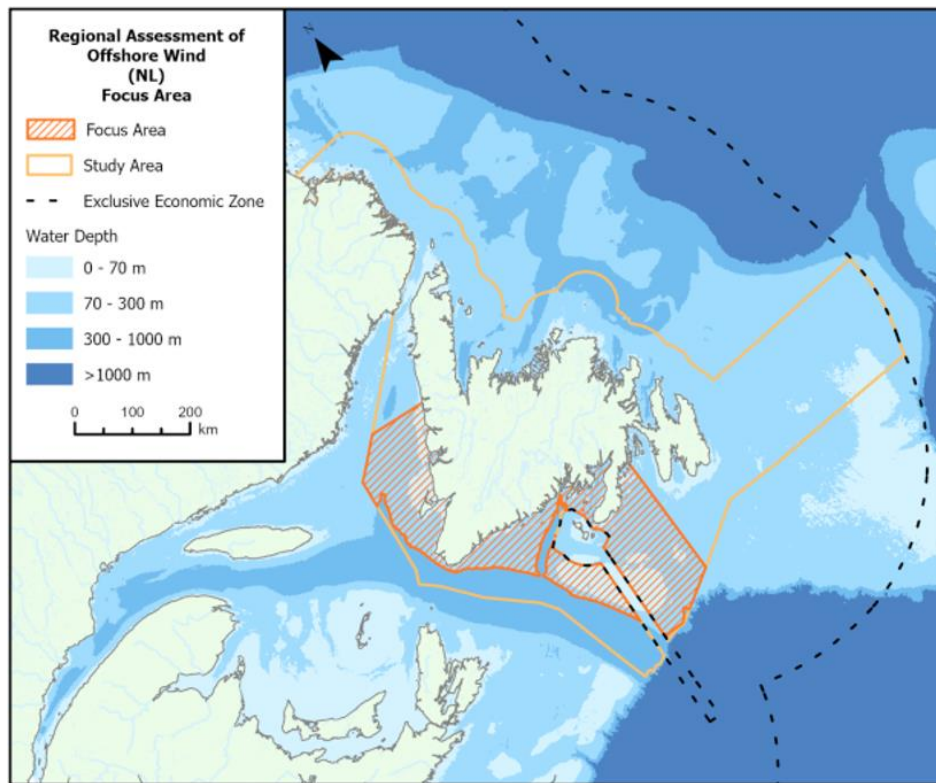 Regional Assessment of
Offshore Wind
(NL)
Focus Area
Focus Area
Study Area
Exclusive Economic Zone
Water Depth
0 - 70 m
70 - 300 m
300 - 1000 m
>1000 m
0 100 200
km